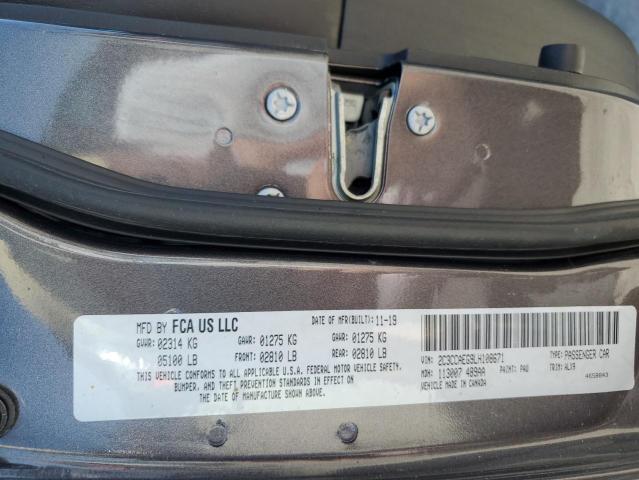 MFD BY FCA US LLC DATE OF MFR(BUILT): 11-19
GVWR: 02314 KG GAWR: 01275 KG GAWR: 01275 KG
05100 LB FRONT: 02810 LB REAR: 02810 LB
THIS VEHICLE CONFORMS TO ALL APPLICABLE U.S.A. FEDERAL MOTOR VEHICLE SAFETY,
BUMPER, AND THEFT PREVENTION STANDARDS IN EFFECT ON
THE DATE OF MANUFACTURE SHOWN ABOVE.
VIN: 2C3CCAEG9LH108671 TYPE: PASSENGER CAR
MDH: 113007 489AA PAINT: PAU TRIM: ALX9
VEHICLE MADE IN CANADA 4658843